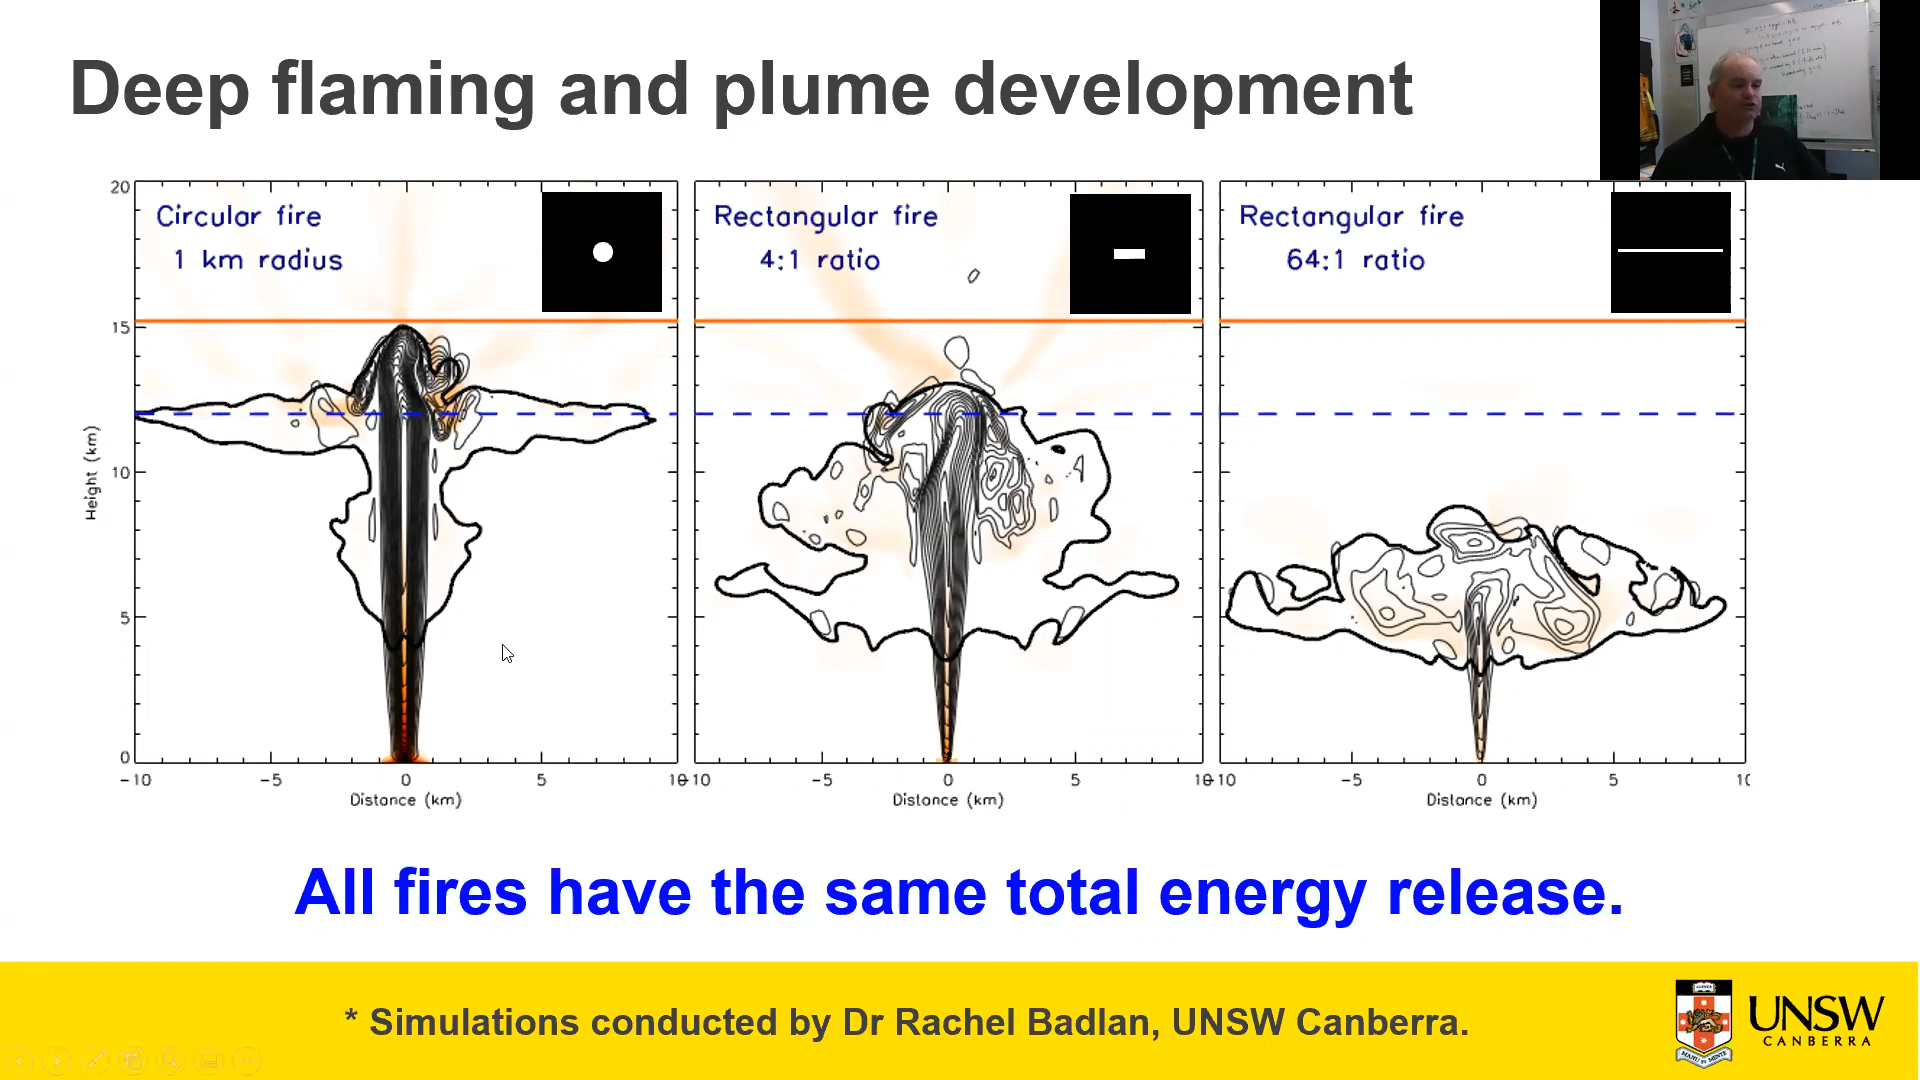 Deep flaming and plume development
Circular fire
1 km radius
Rectangular fire
4:1 ratio
Rectangular fire
64:1 ratio
20
15
10
5
0
Height (km)
-10 -5 0 5 10
-10 -5 0 5 10
-10 -5 0 5 10
Distance (km)
Distance (km)
Distance (km)
All fires have the same total energy release.
* Simulations conducted by Dr Rachel Badlan, UNSW Canberra.
UNSW
CANBERRA